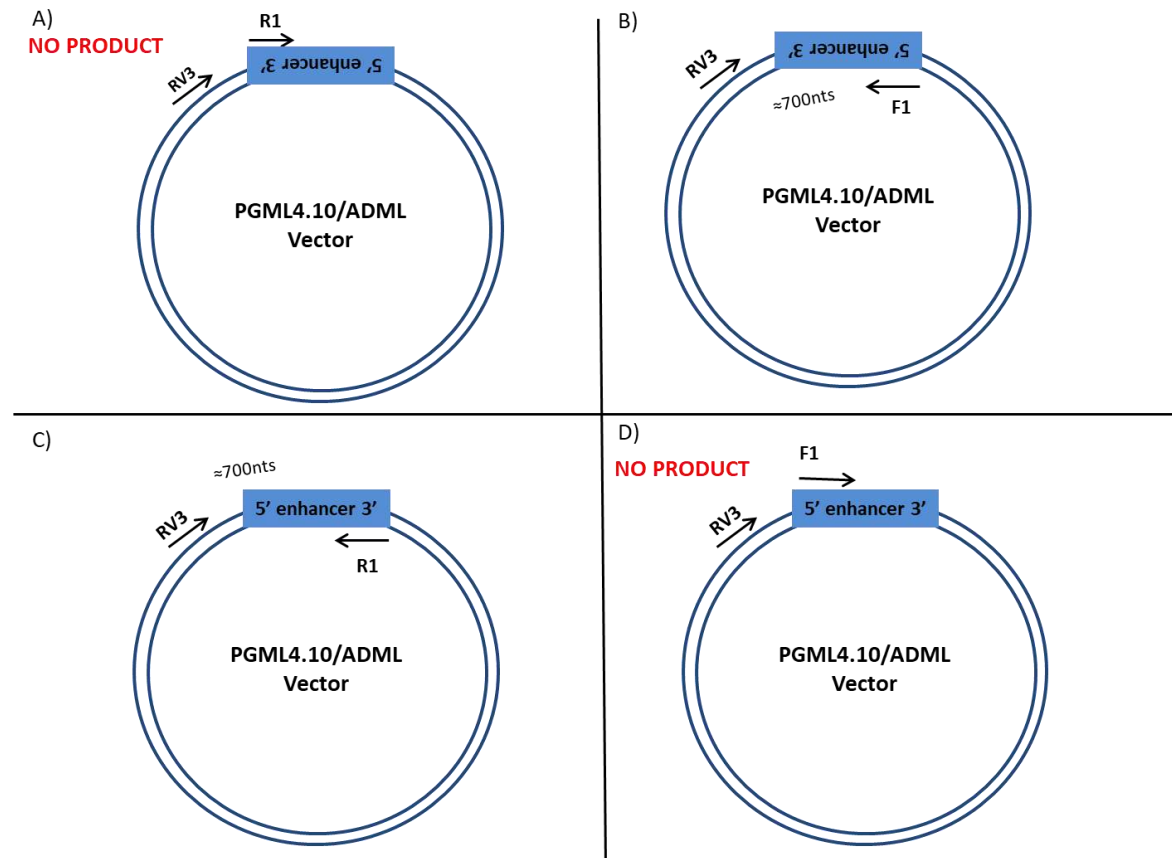 A)
NO PRODUCT
R1
RV3
5' enhancer 3'
PGML4.10/ADML
Vector
B)
RV3
5' enhancer 3'
≈700nts
F1
PGML4.10/ADML
Vector
C)
≈700nts
RV3
5' enhancer 3'
R1
PGML4.10/ADML
Vector
D)
NO PRODUCT
F1
RV3
5' enhancer 3'
PGML4.10/ADML
Vector